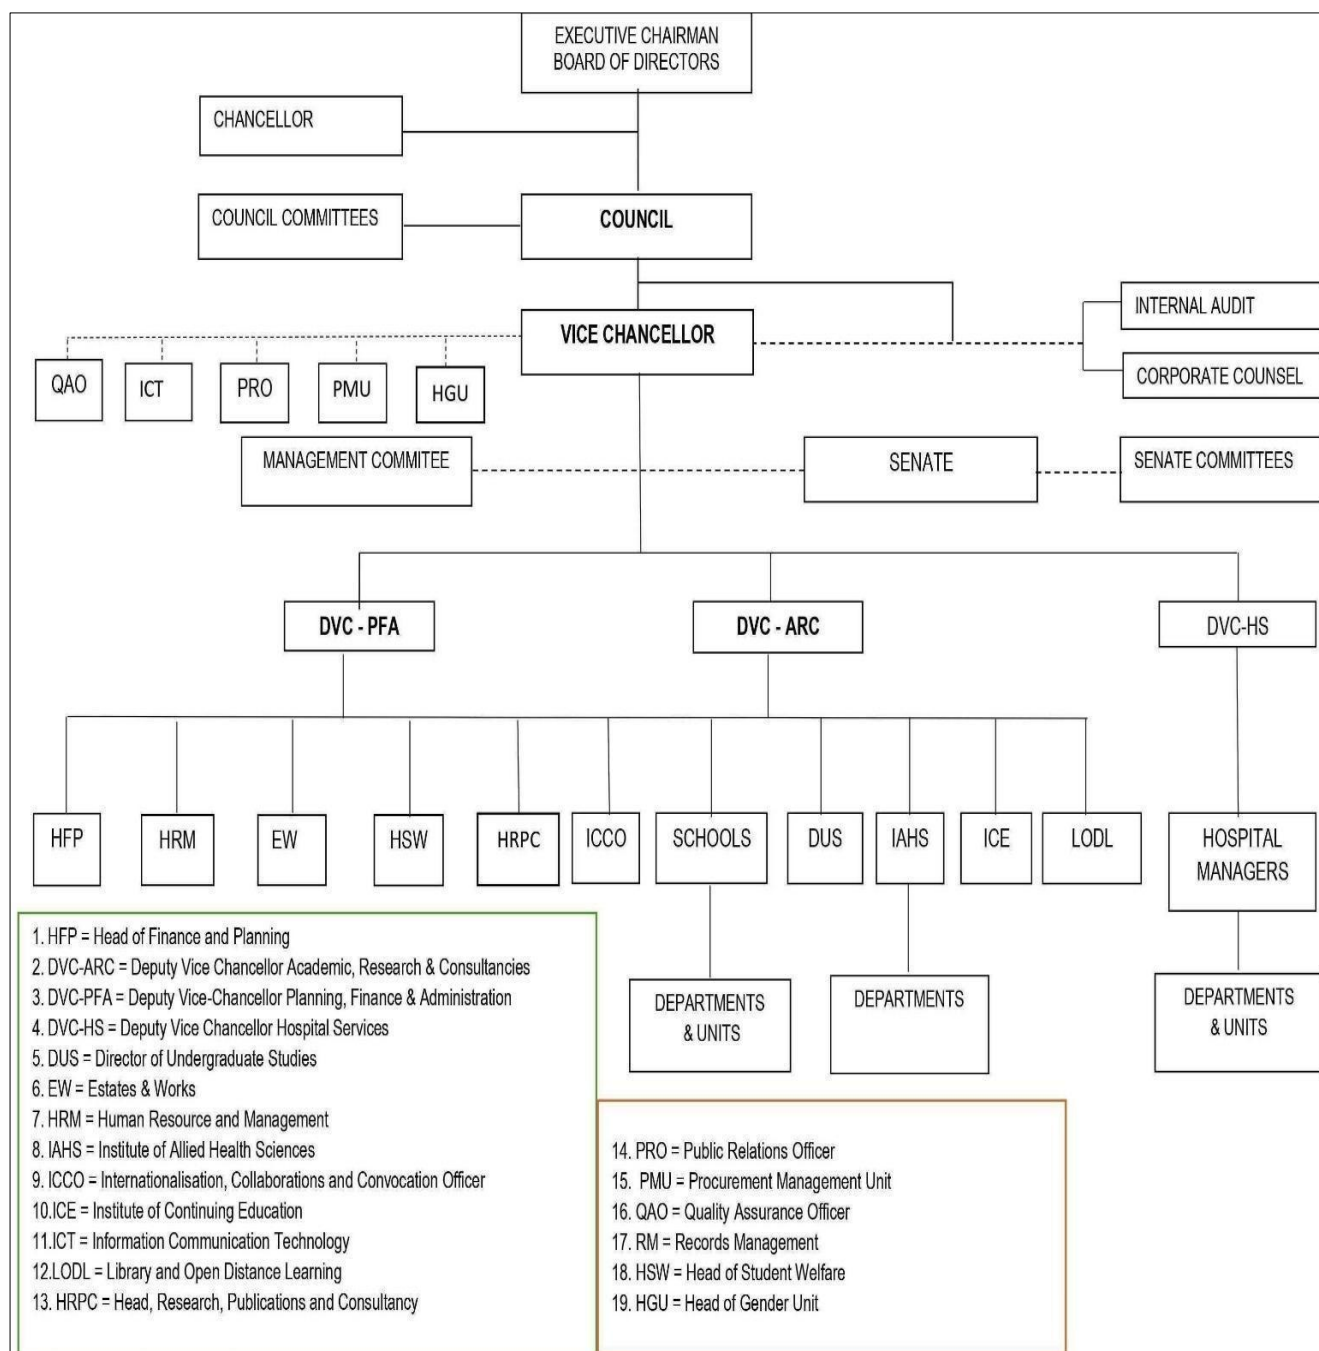 EXECUTIVE CHAIRMAN
BOARD OF DIRECTORS
CHANCELLOR
COUNCIL COMMITTEES
COUNCIL
INTERNAL AUDIT
VICE CHANCELLOR
CORPORATE COUNSEL
QAO
ICT
PRO
PMU
HGU
MANAGEMENT COMMITEE
SENATE
SENATE COMMITTEES
DVC - PFA
DVC - ARC
DVC-HS
HFP
HRM
EW
HSW
HRPC
ICCO
SCHOOLS
DUS
IAHS
ICE
LODL
HOSPITAL
MANAGERS
DEPARTMENTS
& UNITS
DEPARTMENTS
DEPARTMENTS
& UNITS
1. HFP = Head of Finance and Planning
2. DVC-ARC = Deputy Vice Chancellor Academic, Research & Consultancies
3. DVC-PFA = Deputy Vice-Chancellor Planning, Finance & Administration
4. DVC-HS = Deputy Vice Chancellor Hospital Services
5. DUS = Director of Undergraduate Studies
6. EW = Estates & Works
7. HRM = Human Resource and Management
8. IAHS = Institute of Allied Health Sciences
9. ICCO = Internationalisation, Collaborations and Convocation Officer
10.ICE = Institute of Continuing Education
11.ICT = Information Communication Technology
12.LODL = Library and Open Distance Learning
13. HRPC = Head, Research, Publications and Consultancy
14. PRO = Public Relations Officer
15. PMU = Procurement Management Unit
16. QAO = Quality Assurance Officer
17. RM = Records Management
18. HSW = Head of Student Welfare
19. HGU = Head of Gender Unit